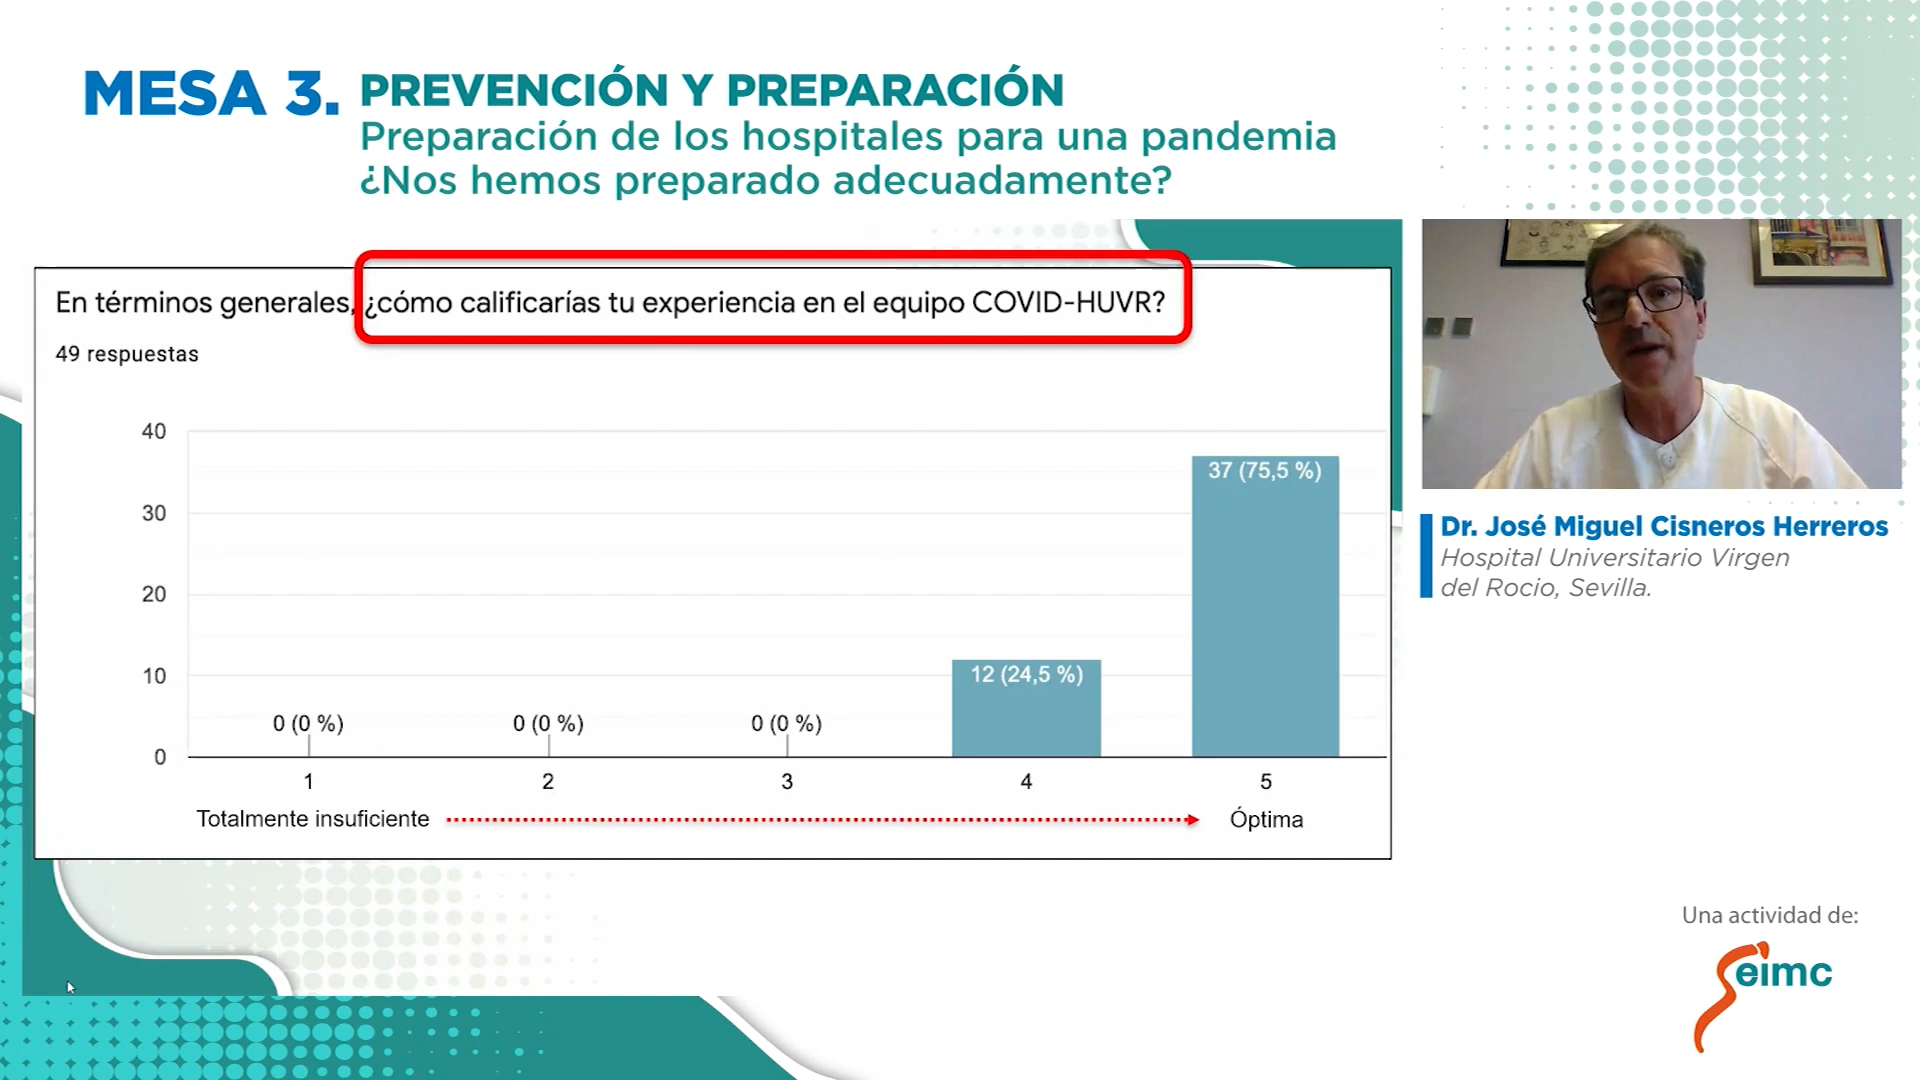 MESA 3.
PREVENCIÓN Y PREPARACIÓN
Preparación de los hospitales para una pandemia
¿Nos hemos preparado adecuadamente?
En términos generales, ¿cómo calificarías tu experiencia en el equipo COVID-HUVR?
49 respuestas
40
30
20
10
0
0 (0 %)
0 (0 %)
0 (0 %)
12 (24,5 %)
37 (75,5 %)
1
2
3
4
5
Totalmente insuficiente
Óptima
Dr. José Miguel Cisneros Herreros
Hospital Universitario Virgen
del Rocio, Sevilla.
Una actividad de:
Seimc